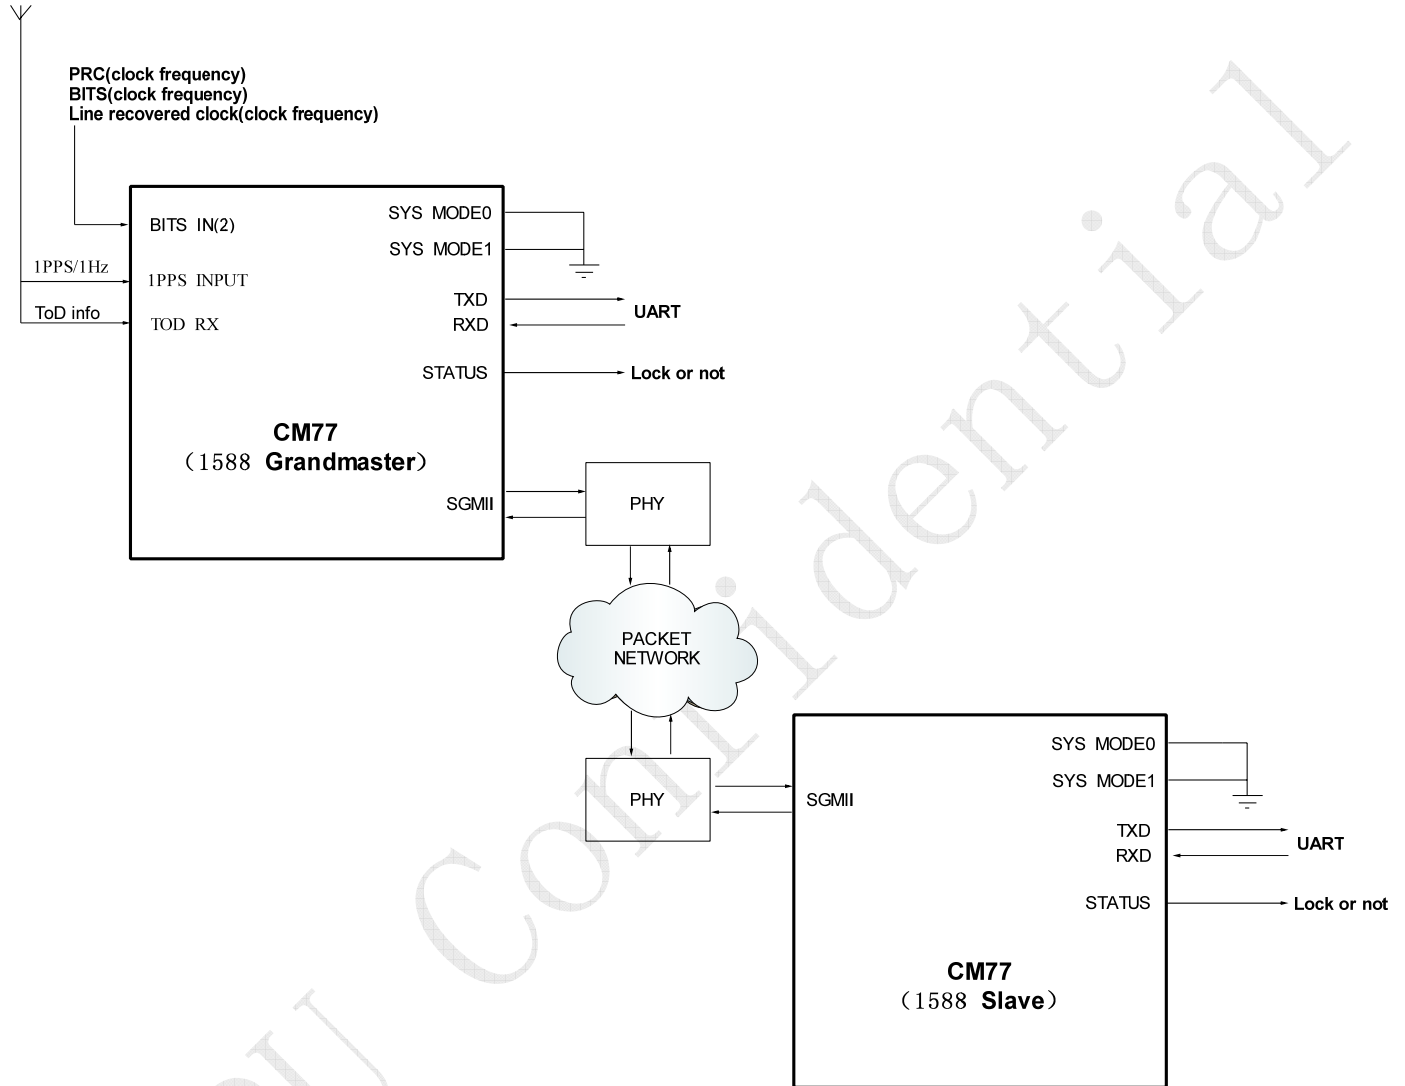 PRC(clock frequency)
BITS(clock frequency)
Line recovered clock(clock frequency)
BITS IN(2)
1PPS/1Hz
1PPS INPUT
ToD info
TOD RX
SYS MODE0
SYS MODE1
TXD
RXD
UART
STATUS
Lock or not
CM77
（1588 Grandmaster）
SGMII
PHY
PACKET
NETWORK
PHY
SGMII
SYS MODE0
SYS MODE1
TXD
RXD
UART
STATUS
Lock or not
CM77
（1588 Slave）
Confidential